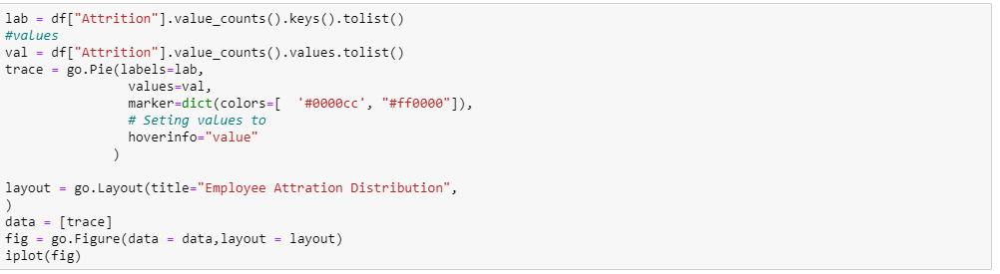 lab = df["Attrition"].value_counts().keys().tolist()
#values
val = df["Attrition"].value_counts().values.tolist()
trace = go.Pie(labels=lab,
                values=val,
                marker=dict(colors=[  '#0000cc', "#ff0000"]),
                # Seting values to
                hoverinfo="value"
              )

layout = go.Layout(title="Employee Attration Distribution",
)
data = [trace]
fig = go.Figure(data = data,layout = layout)
iplot(fig)